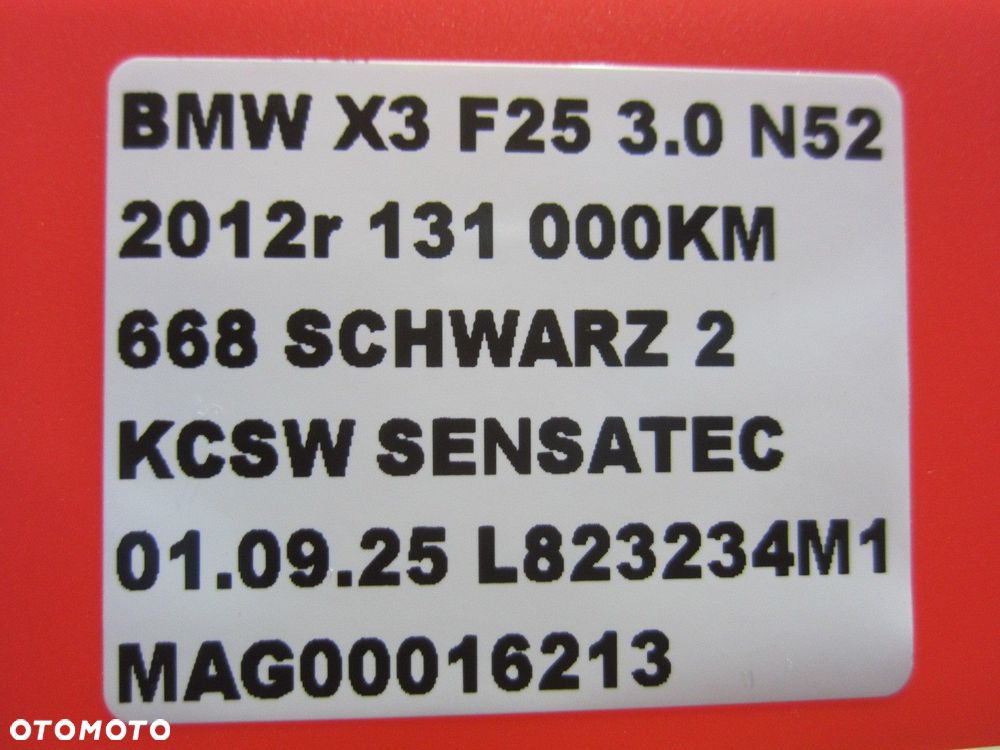 BMW X3 F25 3.0 N52
2012r 131 000KM
668 SCHWARZ 2
KCSW SENSATEC
01.09.25 L823234M1
MAG00016213
OTOMOTO